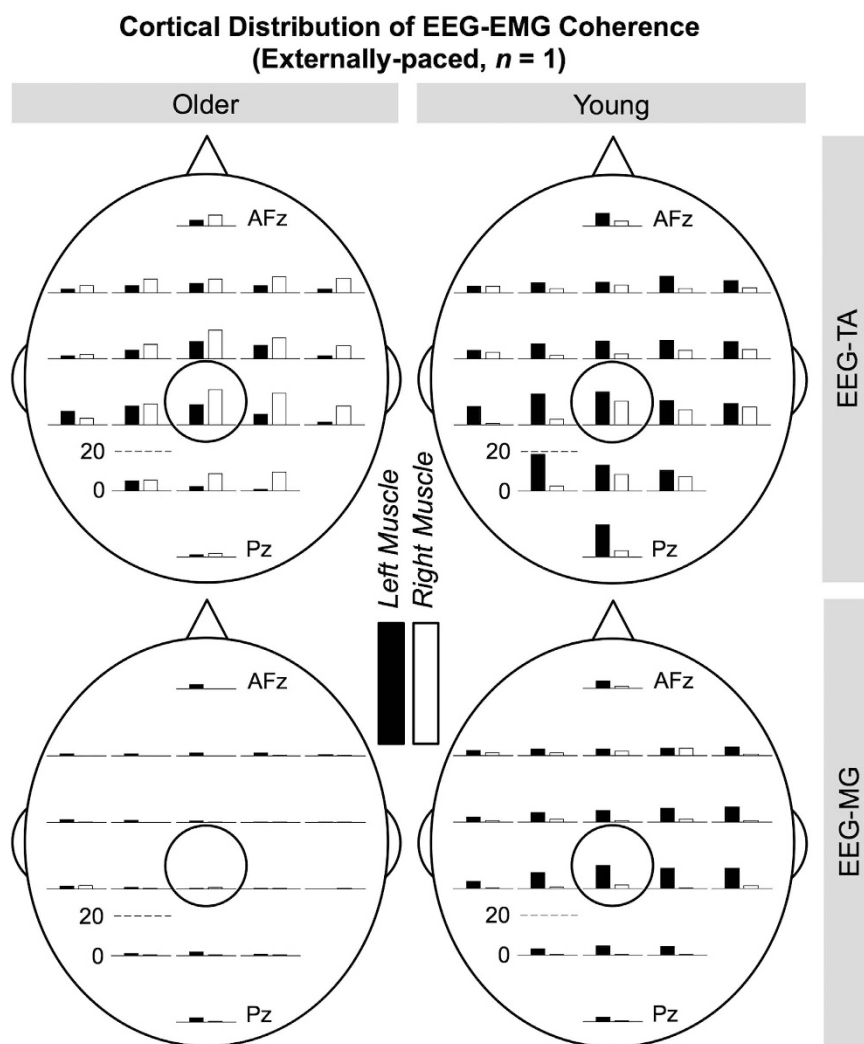 Cortical Distribution of EEG-EMG Coherence
(Externally-paced, n = 1)
Older
Young
AFz
AFz
EEG-TA
20
0
20
0
Pz
Pz
Left Muscle
Right Muscle
AFz
AFz
EEG-MG
20
0
20
0
Pz
Pz